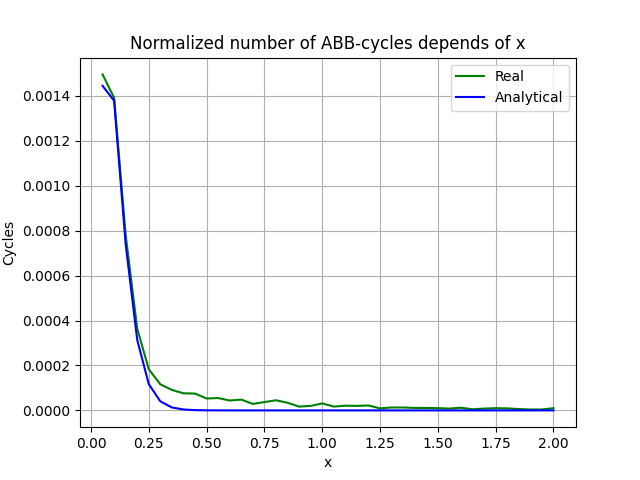 Normalized number of ABB-cycles depends of x
Real
Analytical
Cycles
0.0014
0.0012
0.0010
0.0008
0.0006
0.0004
0.0002
0.0000
0.00 0.25 0.50 0.75 1.00 1.25 1.50 1.75 2.00
x